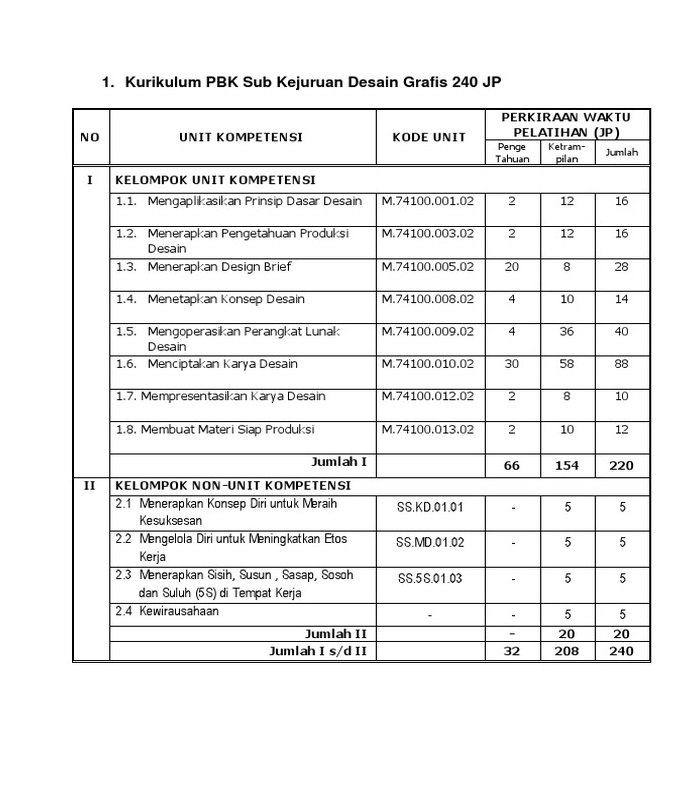 1. Kurikulum PBK Sub Kejuruan Desain Grafis 240 JP
NO UNIT KOMPETENSI KODE UNIT PERKIRAAN WAKTU
PELATIHAN (JP)
Penge
Tahuan Ketram-
pilan Jumlah
I KELOMPOK UNIT KOMPETENSI
1.1. Mengaplikasikan Prinsip Dasar Desain M.74100.001.02 2 12 16
1.2. Menerapkan Pengetahuan Produksi
Desain M.74100.003.02 2 12 16
1.3. Menerapkan Design Brief M.74100.005.02 20 8 28
1.4. Menetapkan Konsep Desain M.74100.008.02 4 10 14
1.5. Mengoperasikan Perangkat Lunak
Desain M.74100.009.02 4 36 40
1.6. Menciptakan Karya Desain M.74100.010.02 30 58 88
1.7. Mempresentasikan Karya Desain M.74100.012.02 2 8 10
1.8. Membuat Materi Siap Produksi M.74100.013.02 2 10 12
Jumlah I 66 154 220
II KELOMPOK NON-UNIT KOMPETENSI
2.1 Menerapkan Konsep Diri untuk Meraih
Kesuksesan SS.KD.01.01 - 5 5
2.2 Mengelola Diri untuk Meningkatkan Etos
Kerja SS.MD.01.02 - 5 5
2.3 Menerapkan Sisih, Susun , Sasap, Sosoh
dan Suluh (5S) di Tempat Kerja SS.5S.01.03 - 5 5
2.4 Kewirausahaan - - 5 5
Jumlah II - 20 20
Jumlah I s/d II 32 208 240